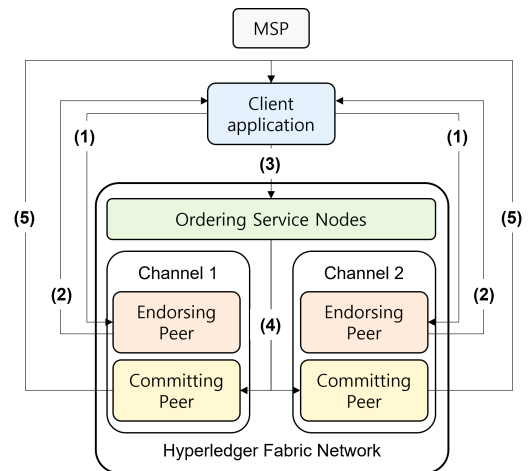 MSP
Client
application
(1)
(1)
(3)
(5)
(5)
Ordering Service Nodes
Channel 1
Channel 2
(2)
(2)
Endorsing
Peer
(4)
Endorsing
Peer
Committing
Peer
Committing
Peer
Hyperledger Fabric Network